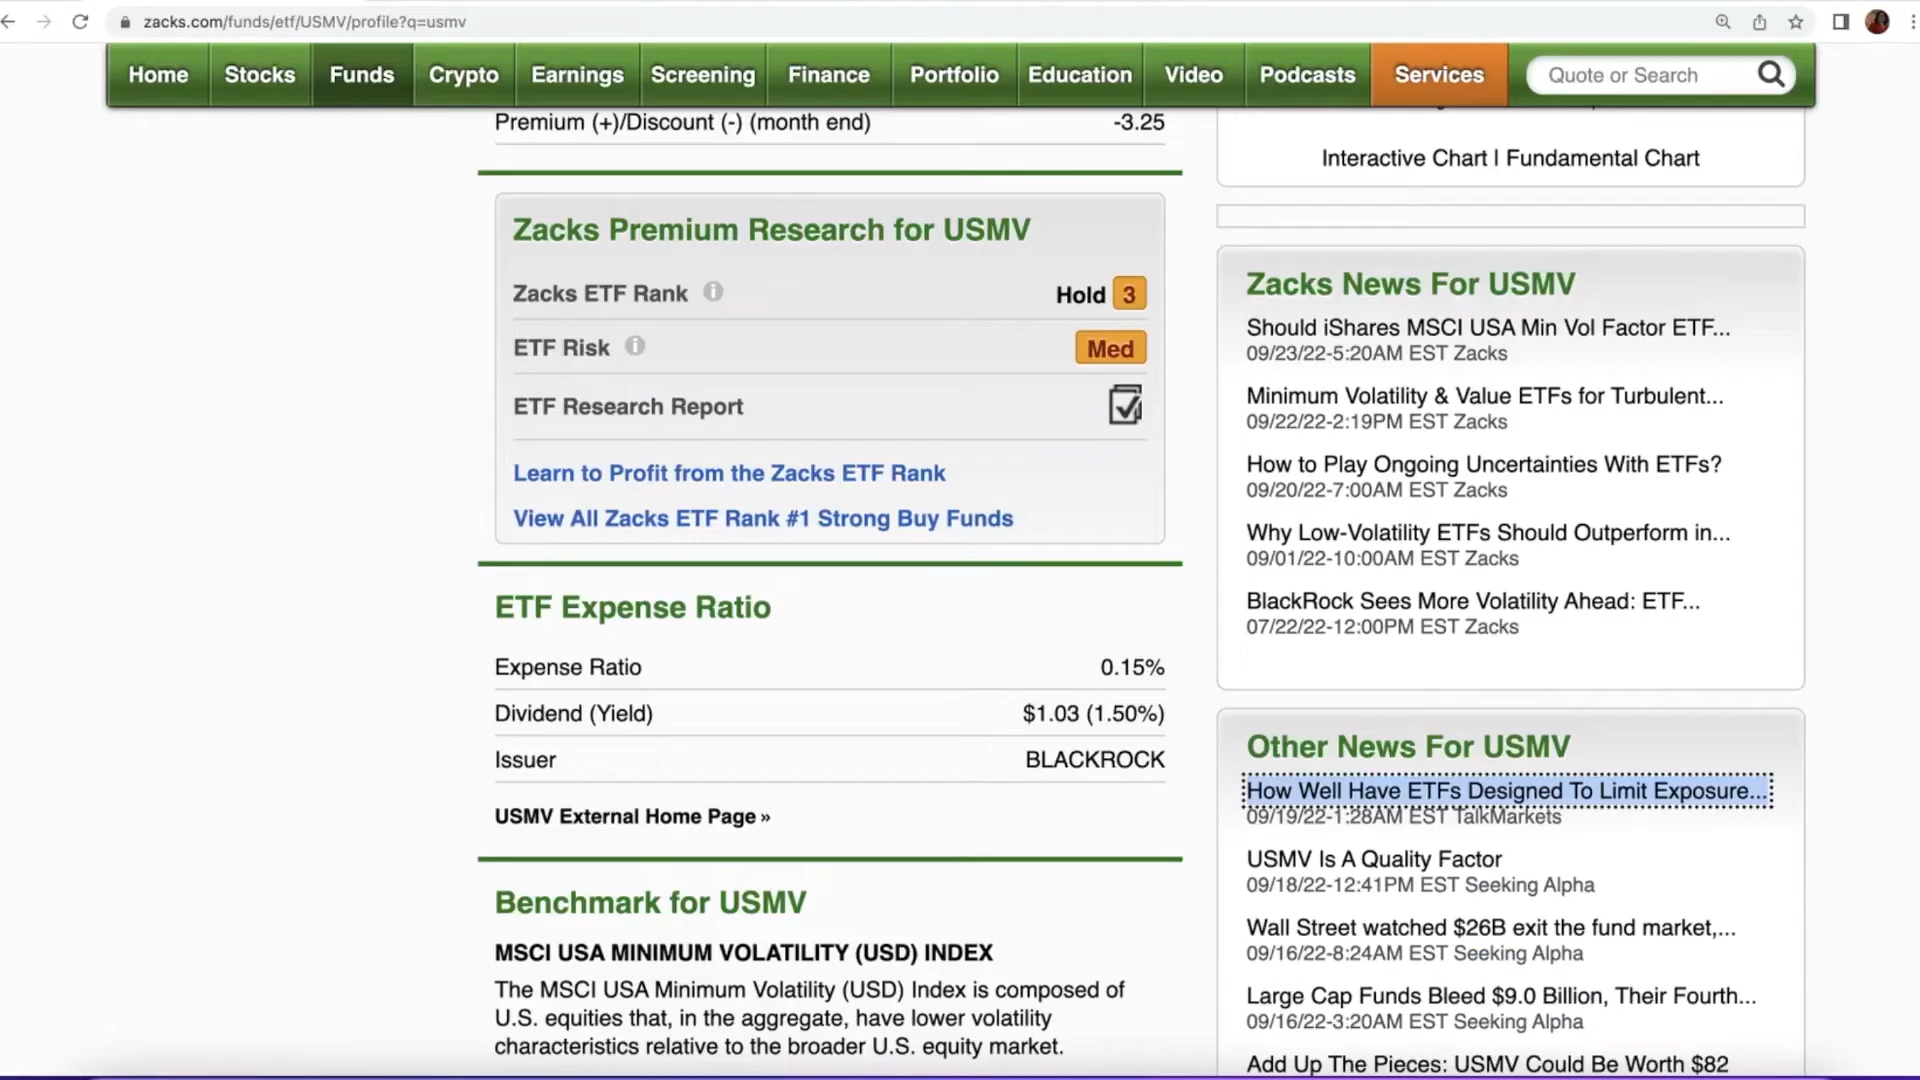 zacks.com/funds/etf/USMV/profile?q=usmv
Home Stocks Funds Crypto Earnings Screening Finance Portfolio Education Video Podcasts Services Quote or Search
Premium (+)/Discount (-) (month end) -3.25
Zacks Premium Research for USMV
Zacks ETF Rank Hold 3
ETF Risk Med
ETF Research Report
Learn to Profit from the Zacks ETF Rank
View All Zacks ETF Rank #1 Strong Buy Funds
ETF Expense Ratio
Expense Ratio 0.15%
Dividend (Yield) $1.03 (1.50%)
Issuer BLACKROCK
USMV External Home Page »
Benchmark for USMV
MSCI USA MINIMUM VOLATILITY (USD) INDEX
The MSCI USA Minimum Volatility (USD) Index is composed of
U.S. equities that, in the aggregate, have lower volatility
characteristics relative to the broader U.S. equity market.
Interactive Chart | Fundamental Chart
Zacks News For USMV
Should iShares MSCI USA Min Vol Factor ETF...
09/23/22-5:20AM EST Zacks
Minimum Volatility & Value ETFs for Turbulent...
09/22/22-2:19PM EST Zacks
How to Play Ongoing Uncertainties With ETFs?
09/20/22-7:00AM EST Zacks
Why Low-Volatility ETFs Should Outperform in...
09/01/22-10:00AM EST Zacks
BlackRock Sees More Volatility Ahead: ETF...
07/22/22-12:00PM EST Zacks
Other News For USMV
How Well Have ETFs Designed To Limit Exposure...
09/19/22-1:28AM EST TalkMarkets
USMV Is A Quality Factor
09/18/22-12:41PM EST Seeking Alpha
Wall Street watched $26B exit the fund market,...
09/16/22-8:24AM EST Seeking Alpha
Large Cap Funds Bleed $9.0 Billion, Their Fourth...
09/16/22-3:20AM EST Seeking Alpha
Add Up The Pieces: USMV Could Be Worth $82